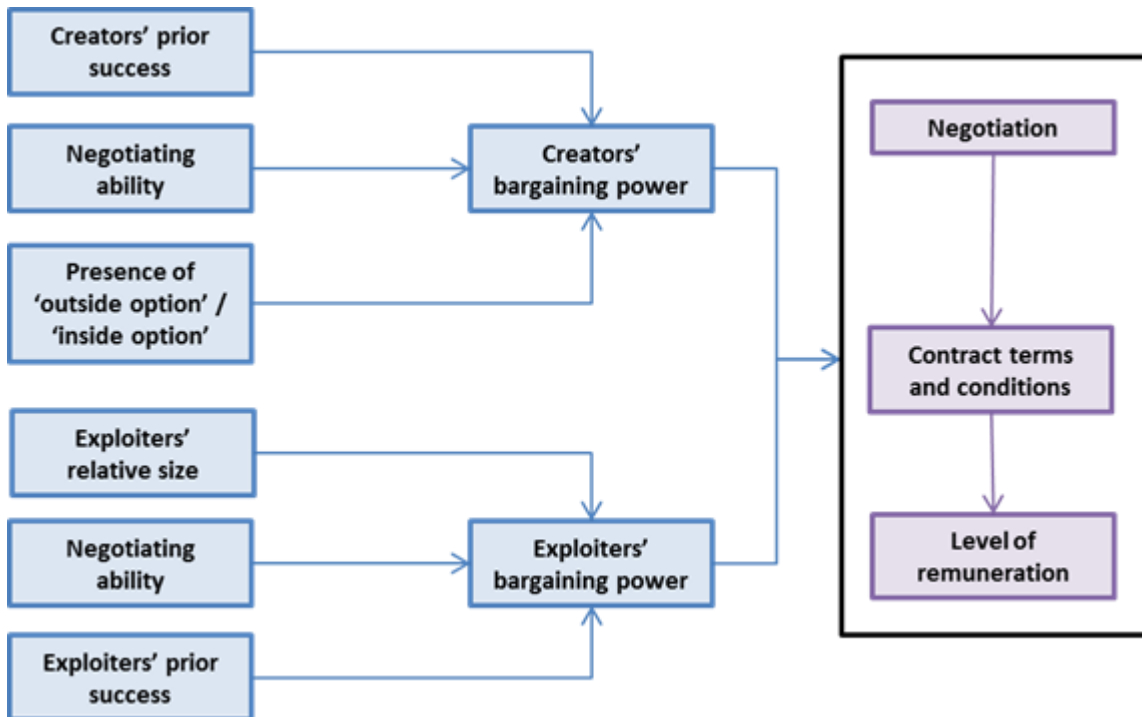 Creators’ prior
success
Negotiating
ability
Presence of
‘outside option’ /
‘inside option’
Creators’
bargaining power
Exploiters’
relative size
Negotiating
ability
Exploiters’ prior
success
Exploiters’
bargaining power
Negotiation
Contract terms
and conditions
Level of
remuneration